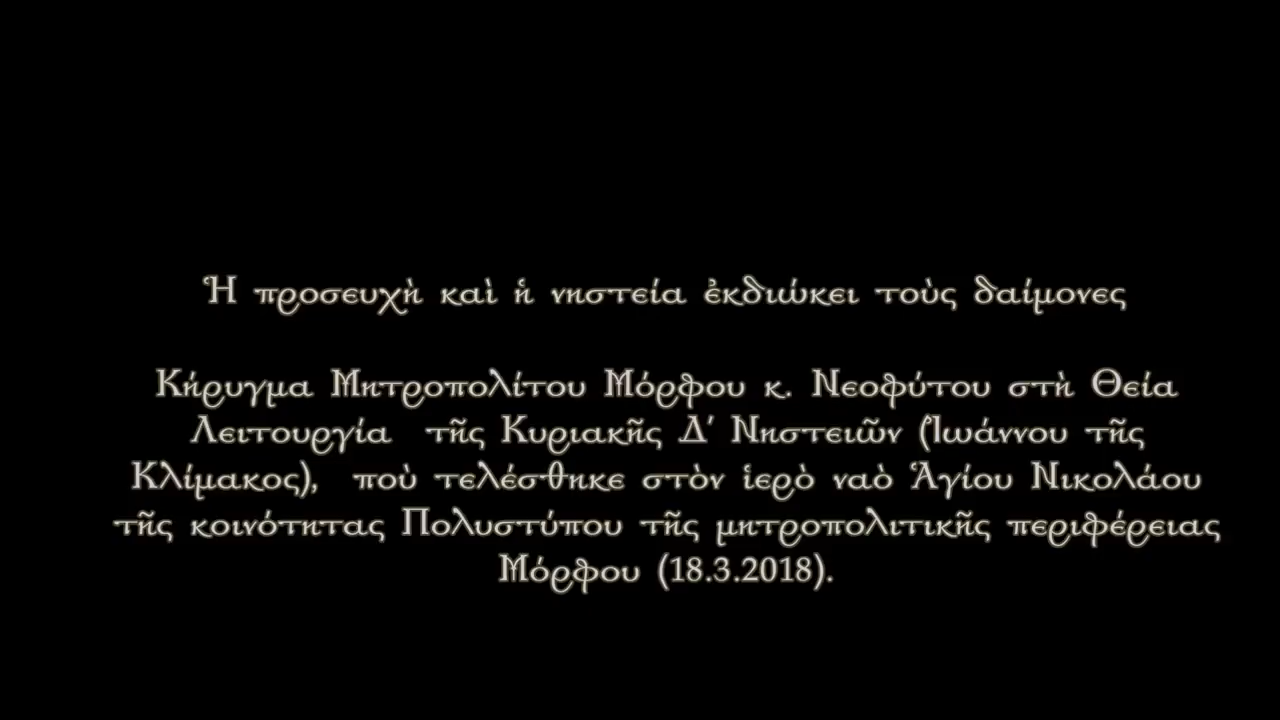 Ἡ προσευχὴ καὶ ἡ νηστεία ἐκδιώκει τοὺς δαίμονες
Κήρυγμα Μητροπολίτου Μόρφου κ. Νεοφύτου στὴ Θεία
Λειτουργία τῆς Κυριακῆς Δ΄ Νηστειῶν (Ἰωάννου τῆς
Κλίμακος), ποὺ τελέσθηκε στὸν ἱερὸ ναὸ Ἁγίου Νικολάου
τῆς κοινότητας Πολυστύπου τῆς μητροπολιτικῆς περιφέρειας
Μόρφου (18.3.2018).